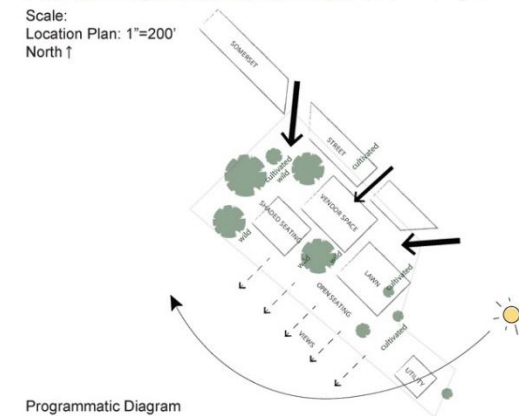 Scale:
Location Plan: 1”=200’
North ↑
SOMERSET
STREET
cultivated
cultivated
wild
VENDOR SPACE
SHADED SEATING
wild
wild
wild
LAWN
cultivated
OPEN SEATING
VIEWS
cultivated
UTILITY
Programmatic Diagram